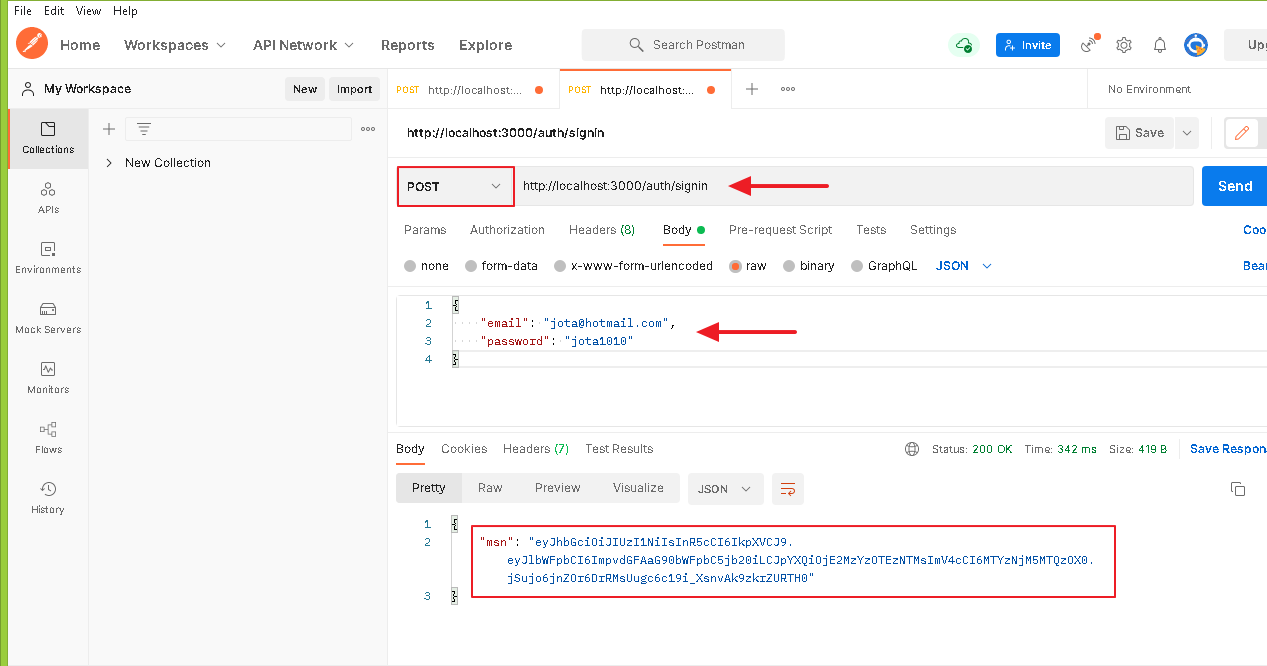 File Edit View Help
Home Workspaces API Network Reports Explore Search Postman Invite Upg
My Workspace New Import POST http://localhost:... POST http://localhost:... No Environment
Collections
New Collection
APIs
Environments
Mock Servers
Monitors
Flows
History
http://localhost:3000/auth/signin Save
POST http://localhost:3000/auth/signin Send
Params Authorization Headers (8) Body Pre-request Script Tests Settings Coo
none form-data x-www-form-urlencoded raw binary GraphQL JSON Bear
1 {
2 "email": "jota@hotmail.com",
3 "password": "jota1010"
4 }
Body Cookies Headers (7) Test Results Status: 200 OK Time: 342 ms Size: 419 B Save Respon
Pretty Raw Preview Visualize JSON
1 {
2 "msn": "eyJhbGciOiJIUzI1NiIsInR5cCI6IkpXVCJ9.
eyJlbWFpbCI6ImpvdGFAaG90bWFpbC5jb20iLCJpYXQiOjE2MzYzOTEzNTMsImV4cCI6MTYzNjM5MTQzOX0.
jSujo6jnZOr6DrRMsUugc6c19i_XsnvAk9zkrZURTH0"
3 }